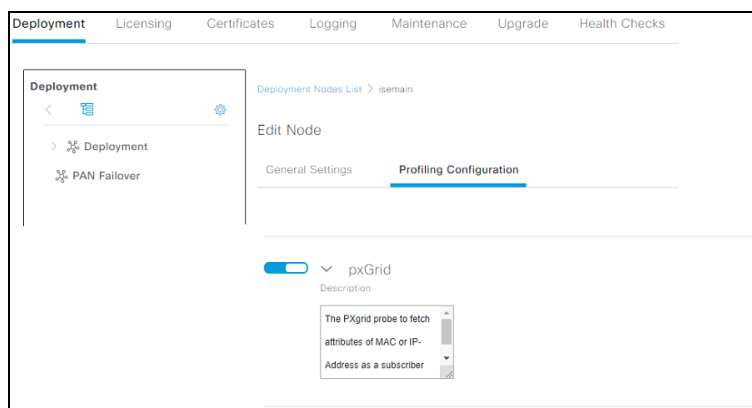 Deployment Licensing Certificates Logging Maintenance Upgrade Health Checks
Deployment
Deployment Nodes List > isemain
Edit Node
> Deployment
General Settings Profiling Configuration
PAN Failover
pxGrid
Description
The PXgrid probe to fetch
attributes of MAC or IP-
Address as a subscriber